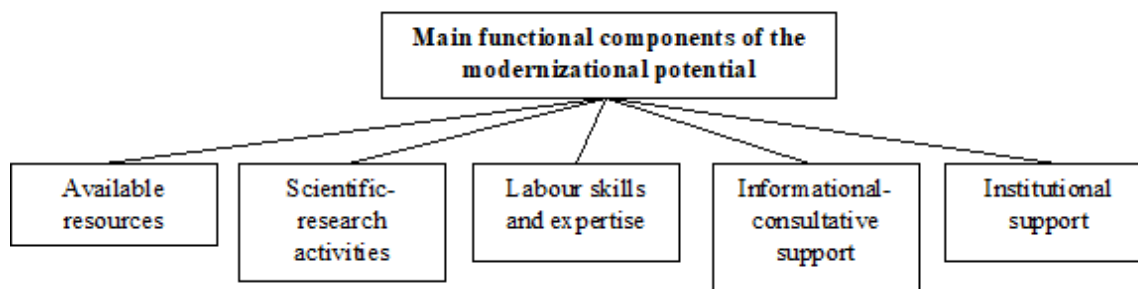 Main functional components of the
modernizational potential
Available
resources
Scientific-
research
activities
Labour skills
and expertise
Informational-
consultative
support
Institutional
support